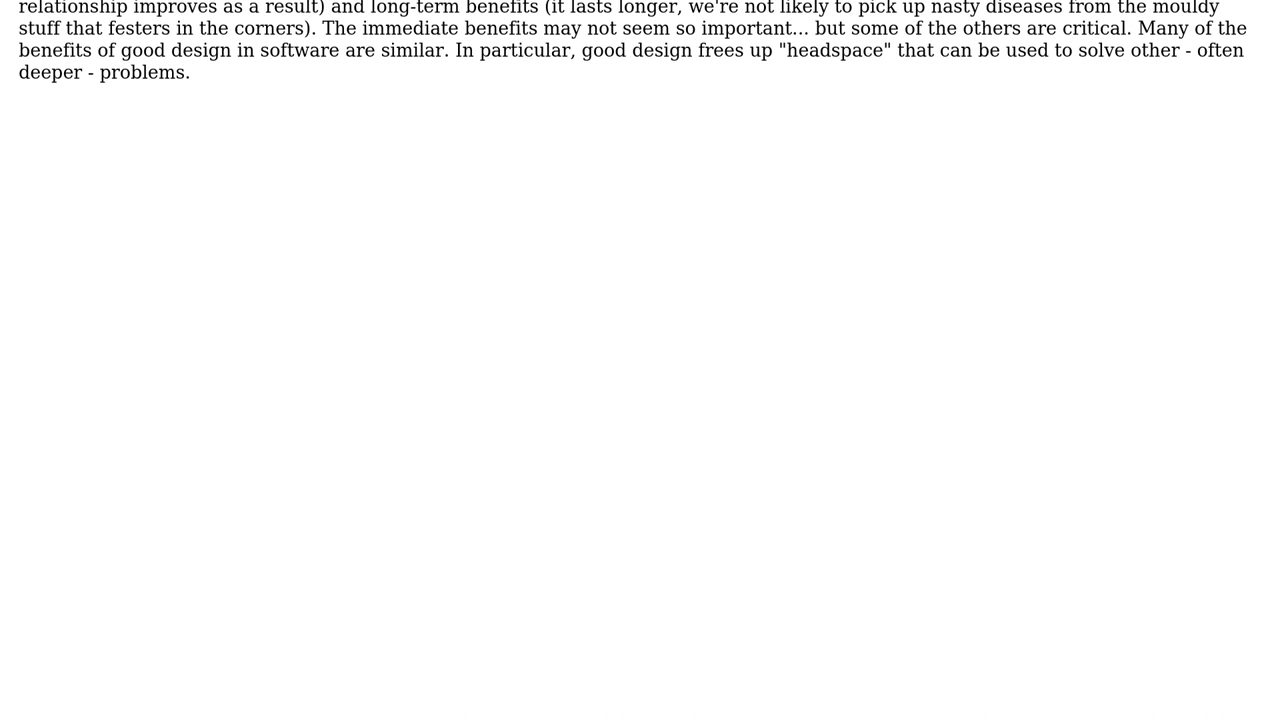 relationship improves as a result) and long-term benefits (it lasts longer, we're not likely to pick up nasty diseases from the mouldy
stuff that festers in the corners). The immediate benefits may not seem so important... but some of the others are critical. Many of the
benefits of good design in software are similar. In particular, good design frees up "headspace" that can be used to solve other - often
deeper - problems.